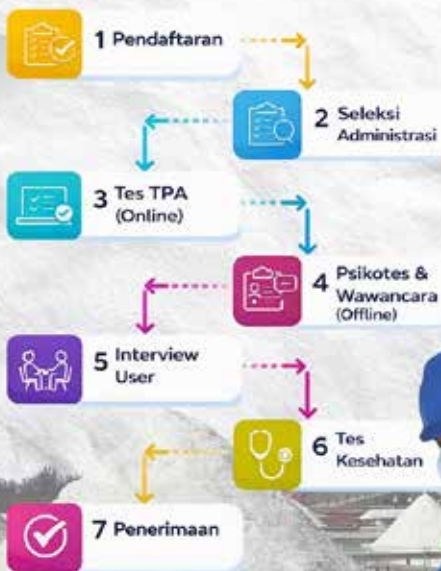 1 Pendaftaran
2 Seleksi
Administrasi
3 Tes TPA
(Online)
4 Psikotes &
Wawancara
(Offline)
5 Interview
User
6 Tes
Kesehatan
7 Penerimaan